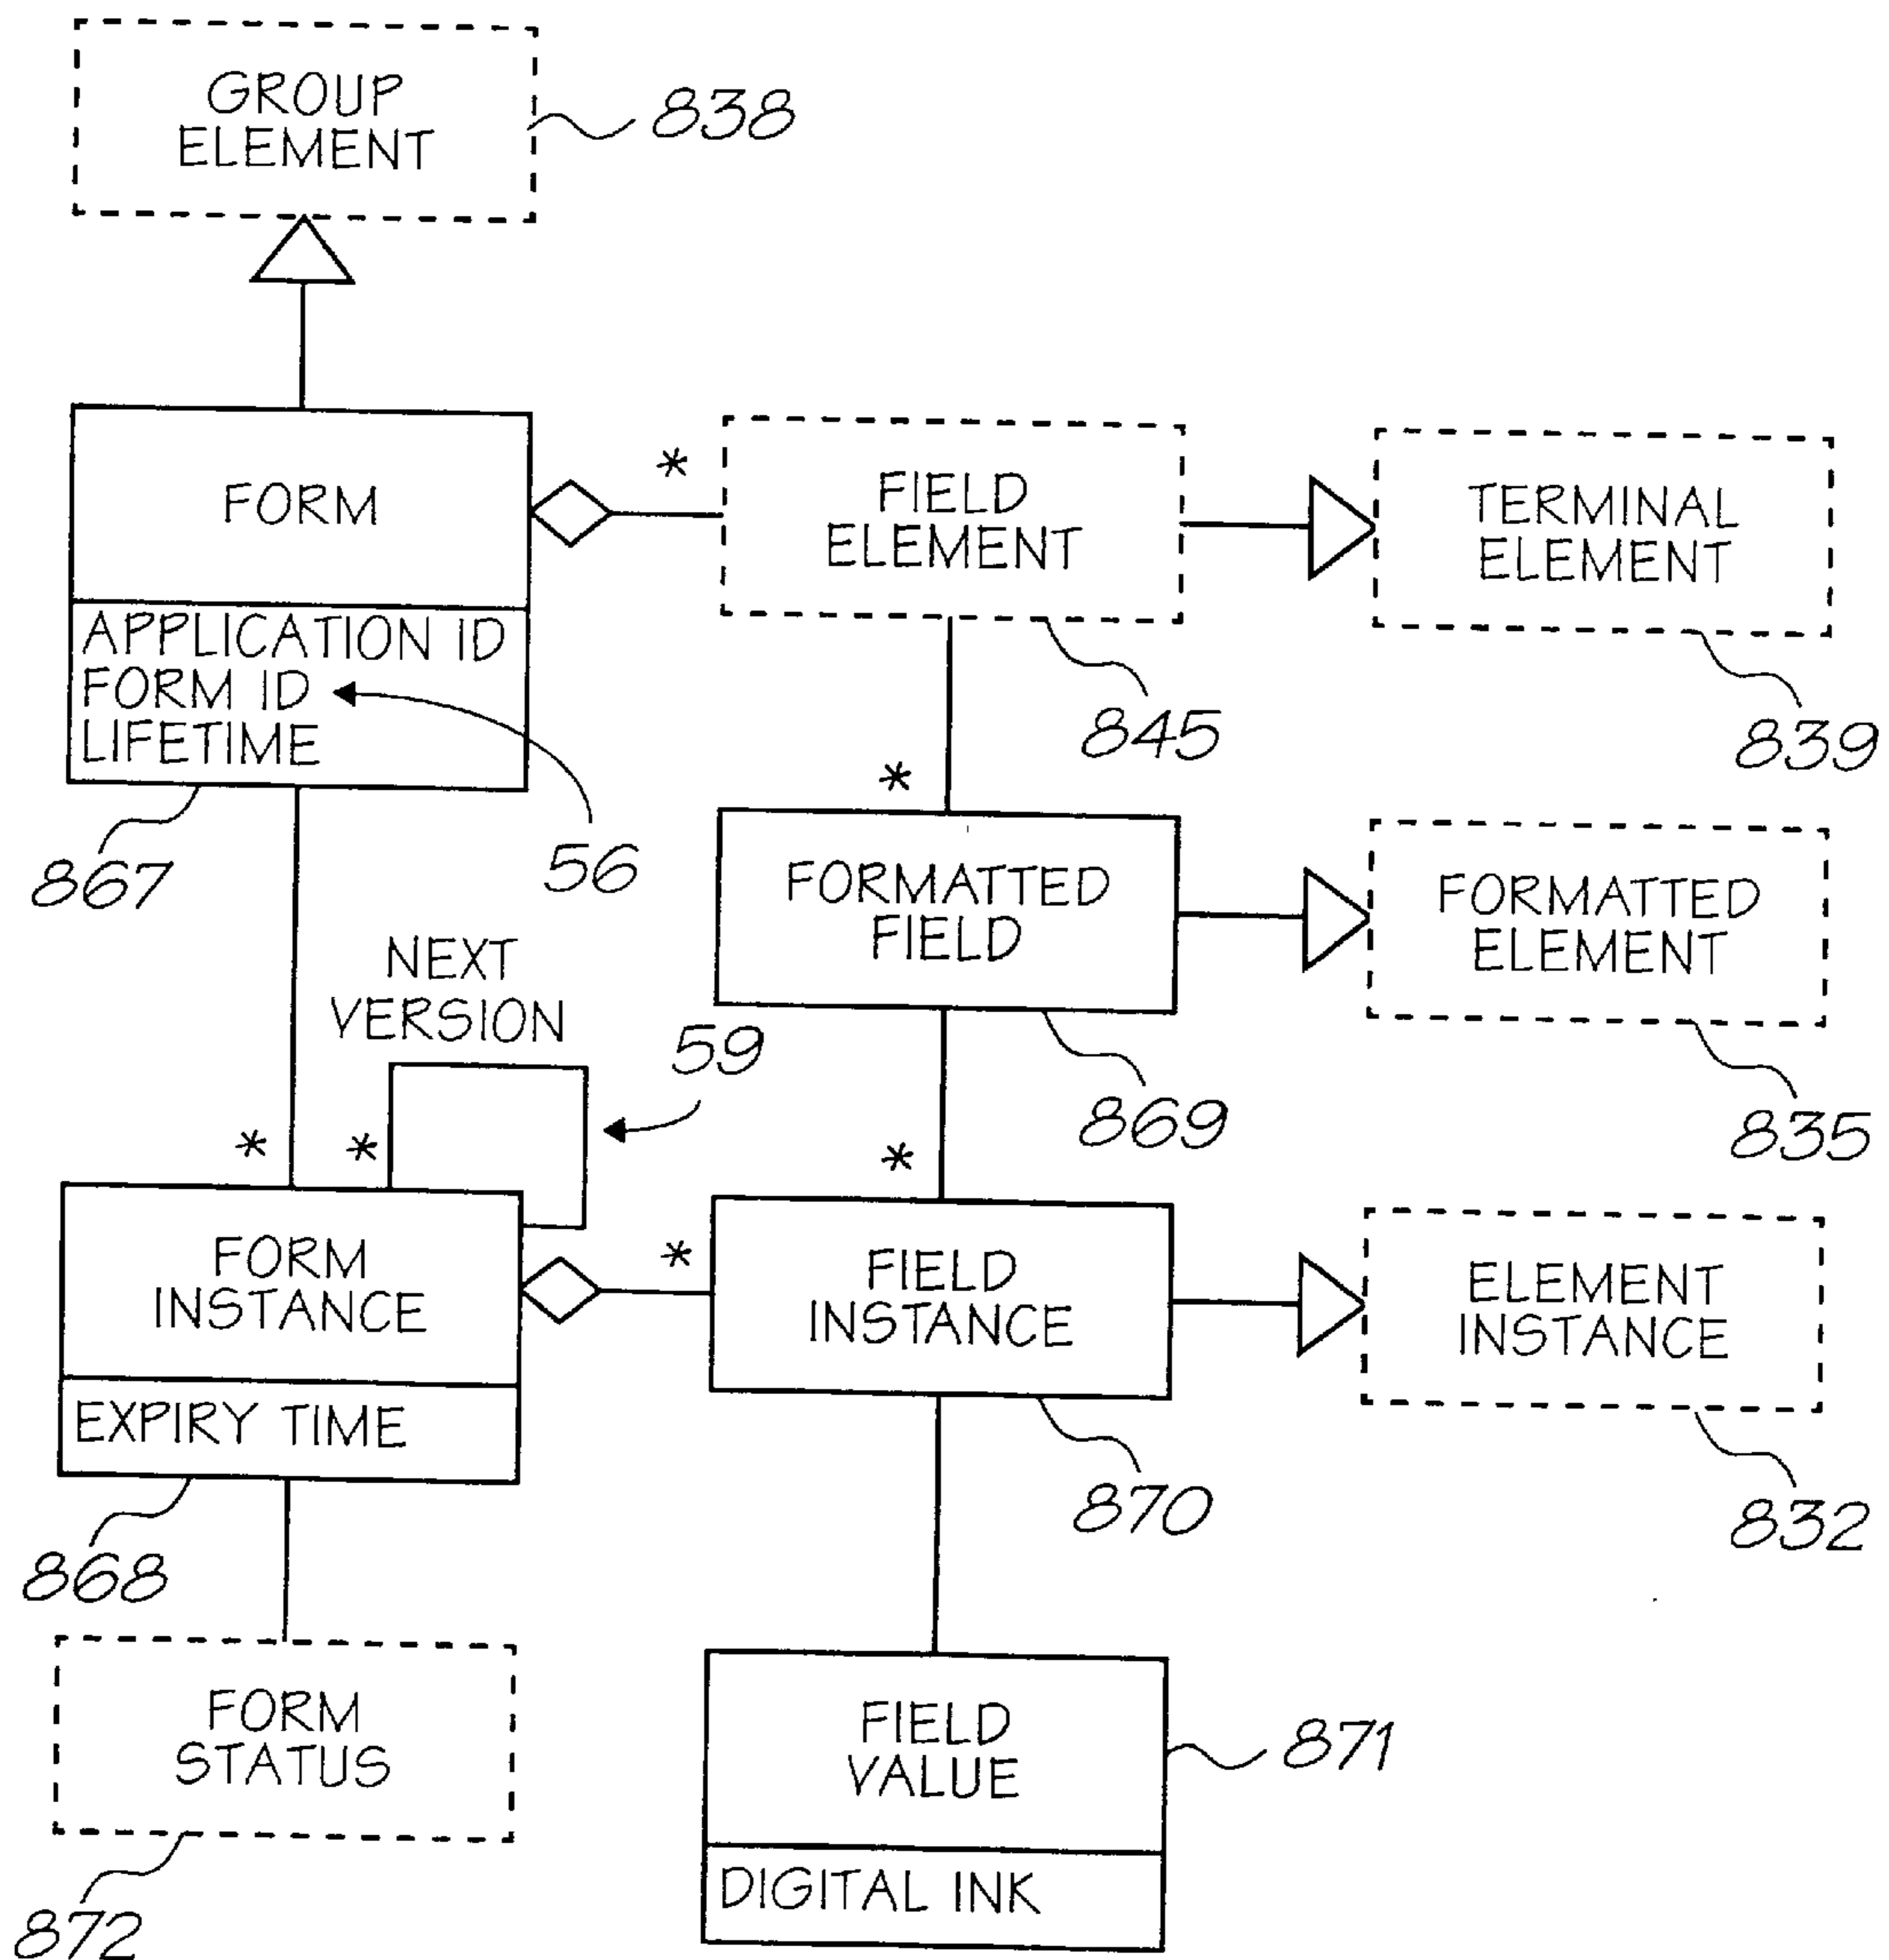 GROUP
ELEMENT
838
FORM
APPLICATION ID
FORM ID
LIFETIME
867
56
*
FIELD
ELEMENT
845
TERMINAL
ELEMENT
839
*
FORMATTED
FIELD
869
FORMATTED
ELEMENT
835
NEXT
VERSION
59
*
*
FORM
INSTANCE
EXPIRY TIME
868
*
*
FIELD
INSTANCE
870
ELEMENT
INSTANCE
832
FORM
STATUS
872
FIELD
VALUE
DIGITAL INK
871